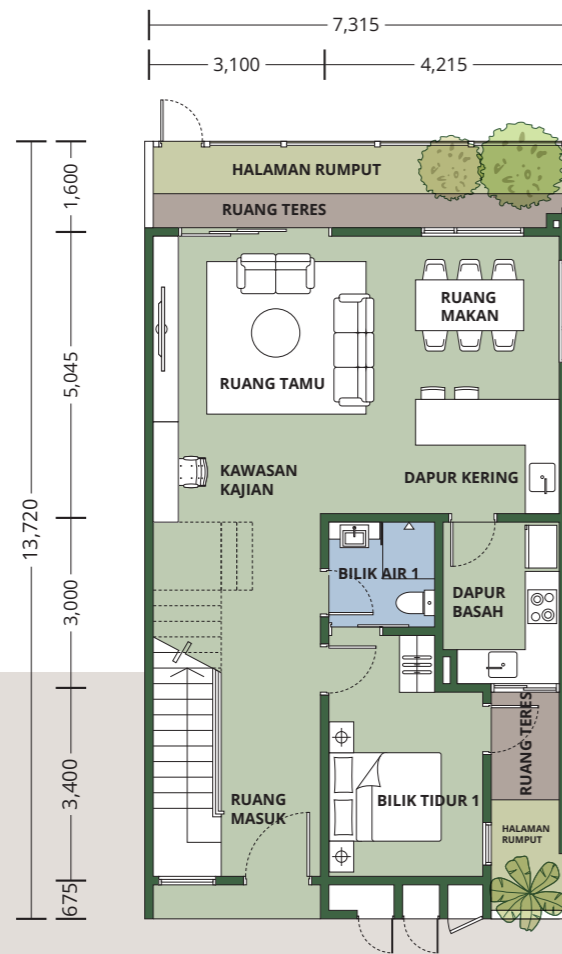 7,315
3,100
4,215
HALAMAN RUMPUT
1,600
RUANG TERES
RUANG
MAKAN
5,045
RUANG TAMU
KAWASAN
KAJIAN
DAPUR KERING
13,720
BILIK AIR 1
3,000
DAPUR
BASAH
RUANG TERES
3,400
RUANG
MASUK
BILIK TIDUR 1
HALAMAN
RUMPUT
675